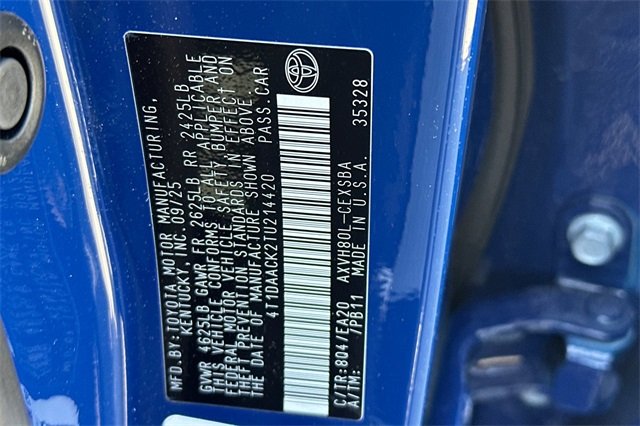 MFD.BY:TOYOTA MOTOR MANUFACTURING,
KENTUCKY, INC. 09/25
GVWR 4625LB GAWR FR 2625LB RR 2425LB
THIS VEHICLE CONFORMS TO ALL APPLICABLE
FEDERAL MOTOR VEHICLE SAFETY, BUMPER AND
THEFT PREVENTION STANDARDS IN EFFECT ON
THE DATE OF MANUFACTURE SHOWN ABOVE.
4T1DAACK2TU214420 PASS.CAR
C/TR:804/EA20 AXVH80L-CEXSBA
A/TM: -/PB11 MADE IN U.S.A. 35328